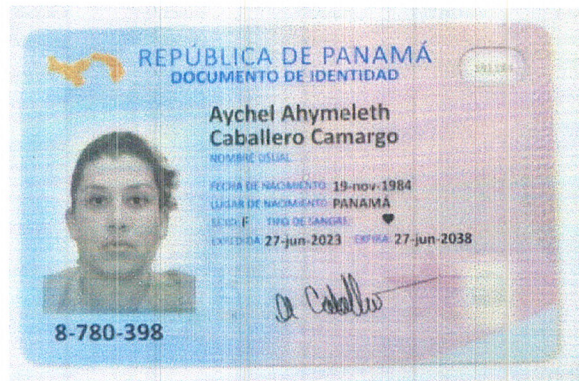 REPÚBLICA DE PANAMÁ
DOCUMENTO DE IDENTIDAD
Aychel Ahymeleth
Caballero Camargo
NOMBRE USUAL
FECHA DE NACIMIENTO: 19-nov-1984
LUGAR DE NACIMIENTO: PANAMÁ
SEXO: F TIPO DE SANGRE:
EXPEDIDA: 27-jun-2023 EXPIRA: 27-jun-2038
a Caballero
8-780-398